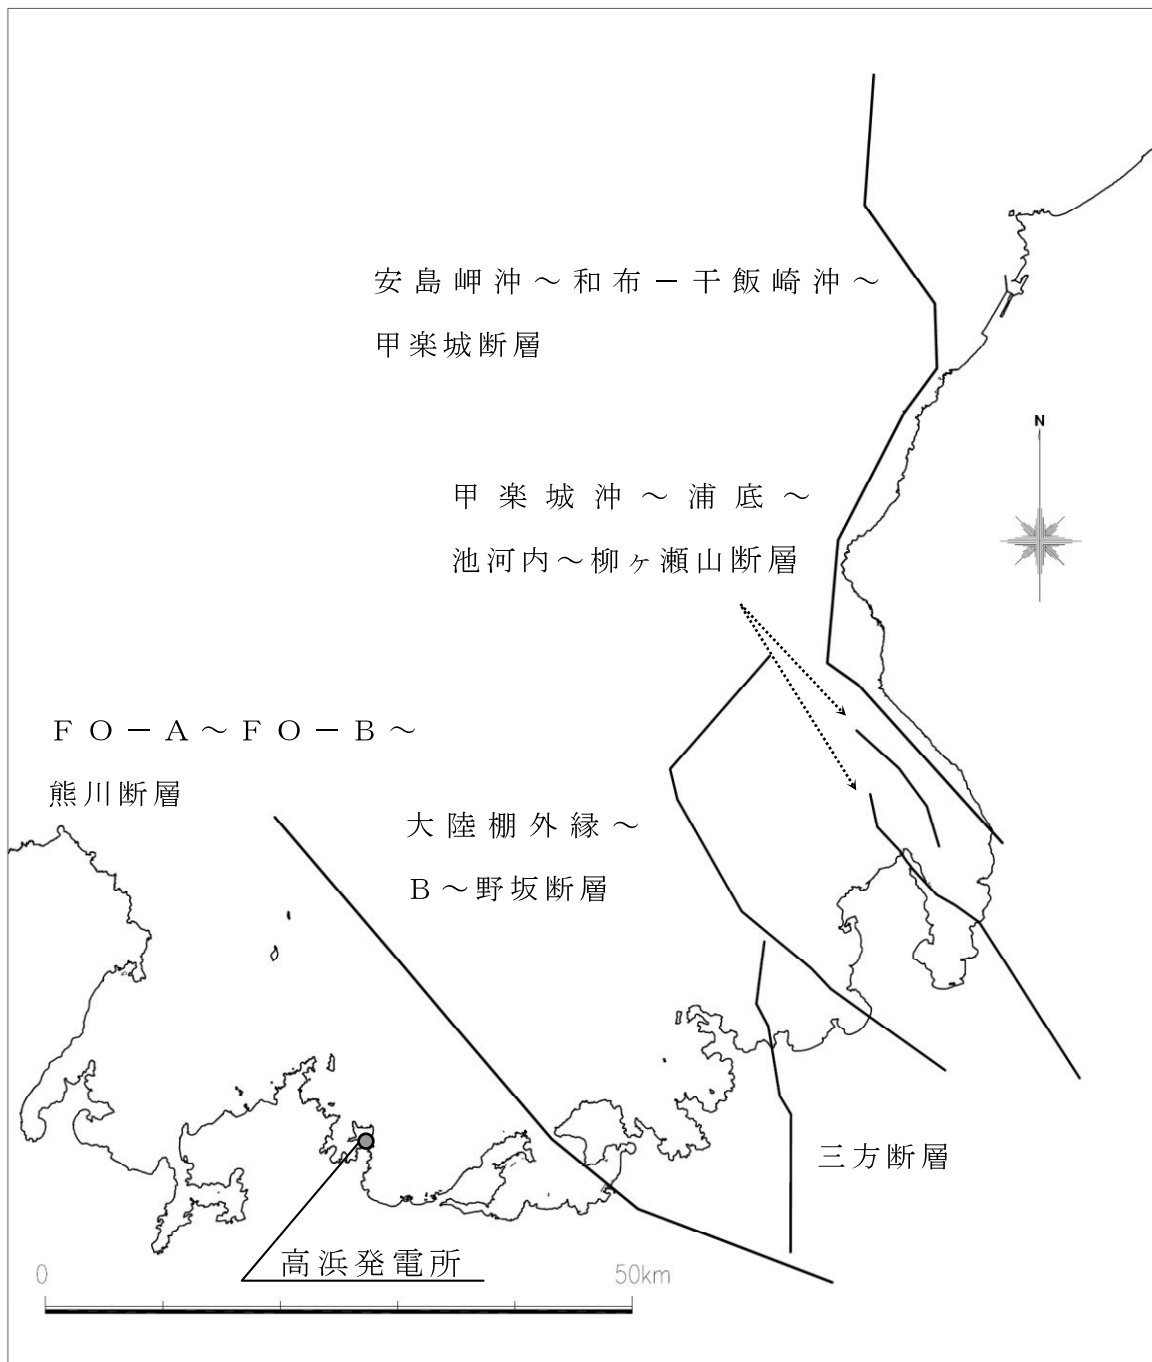 安島岬沖～和布－干飯崎沖～
甲楽城断層
N
甲楽城沖～浦底～
池河内～柳ヶ瀬山断層
ＦＯ－Ａ～ＦＯ－Ｂ～
熊川断層
大陸棚外縁～
Ｂ～野坂断層
三方断層
高浜発電所
0 50km